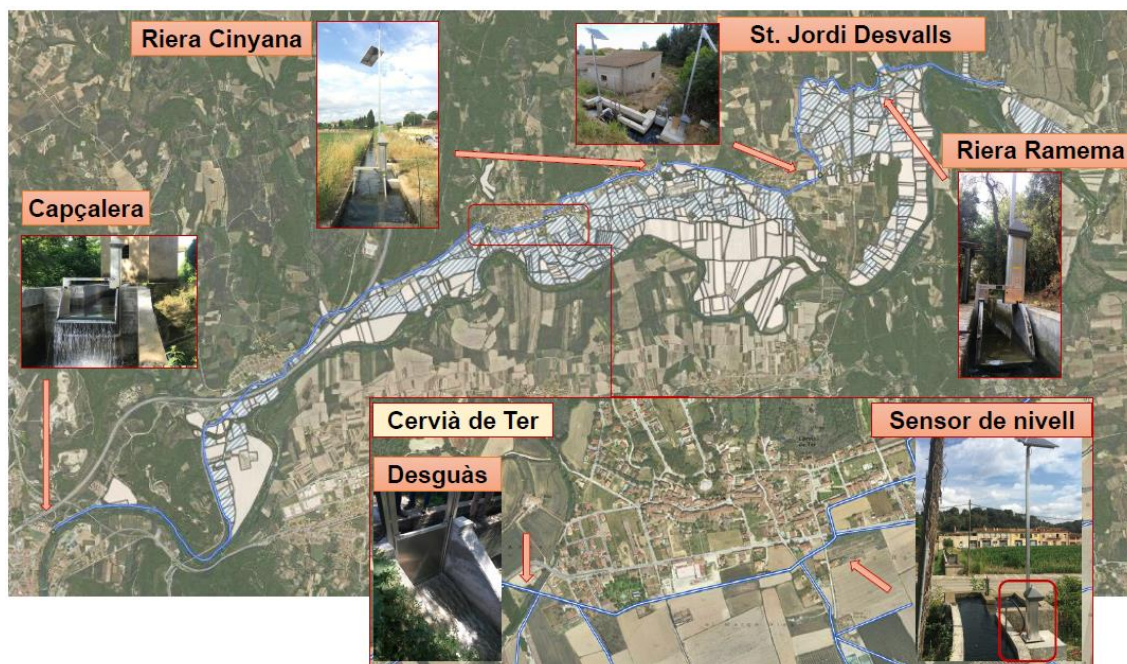 Riera Cinyana
St. Jordi Desvalls
Riera Ramema
Capçalera
Cervià de Ter
Sensor de nivell
Desguàs